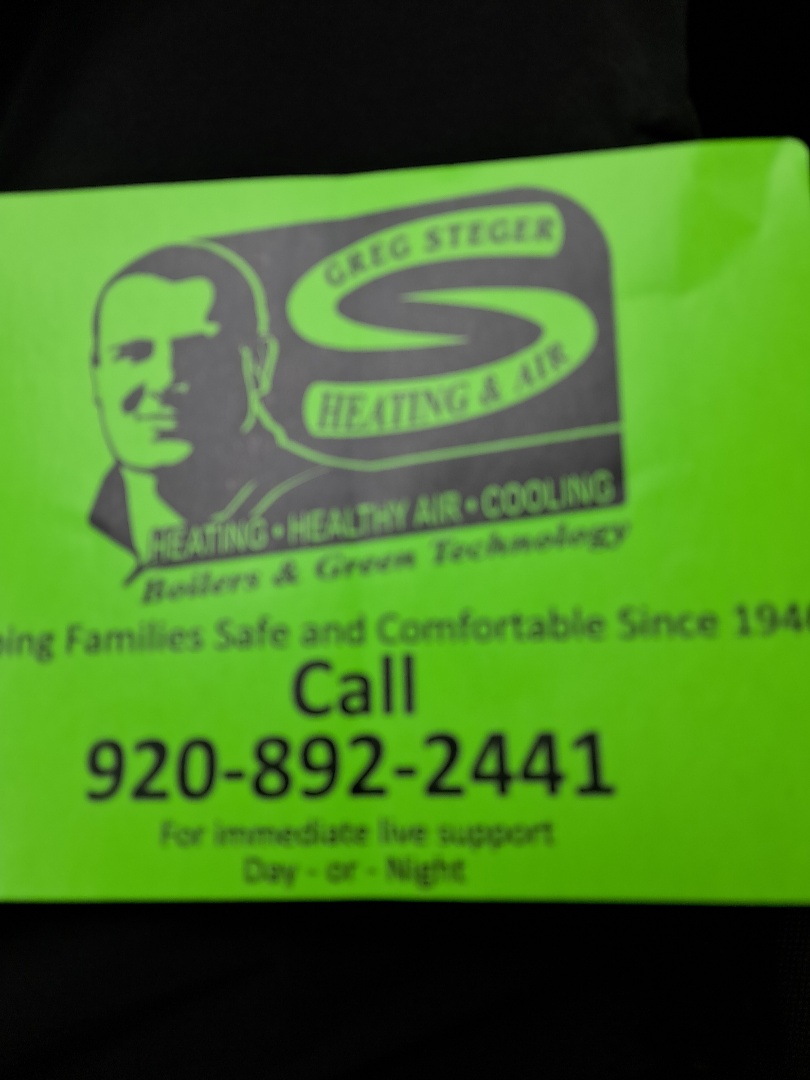 GREG STEGER
HEATING & AIR
HEATING • HEALTHY AIR • COOLING
Boilers & Green Technology
Families Safe and Comfortable Since
Call
920-892-2441
For immediate live support
Day - or - Night